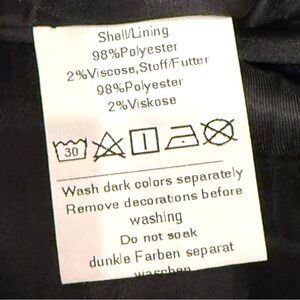 Shell/Lining
98%Polyester
2%Viscose,Stoff/Futter
98%Polyester
2%Viskose
30
Wash dark colors separately
Remove decorations before
washing
Do not soak
dunkle Farben separat
waschen